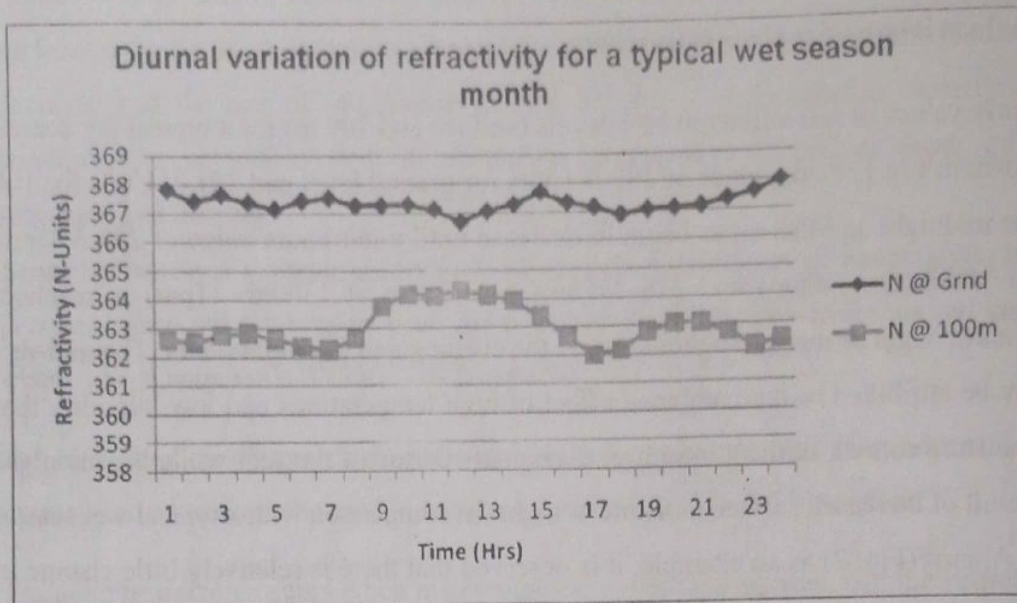 Diurnal variation of refractivity for a typical wet season
month
Refractivity (N-Units)
369
368
367
366
365
364
363
362
361
360
359
358
1 3 5 7 9 11 13 15 17 19 21 23
Time (Hrs)
N @ Grnd
N @ 100m